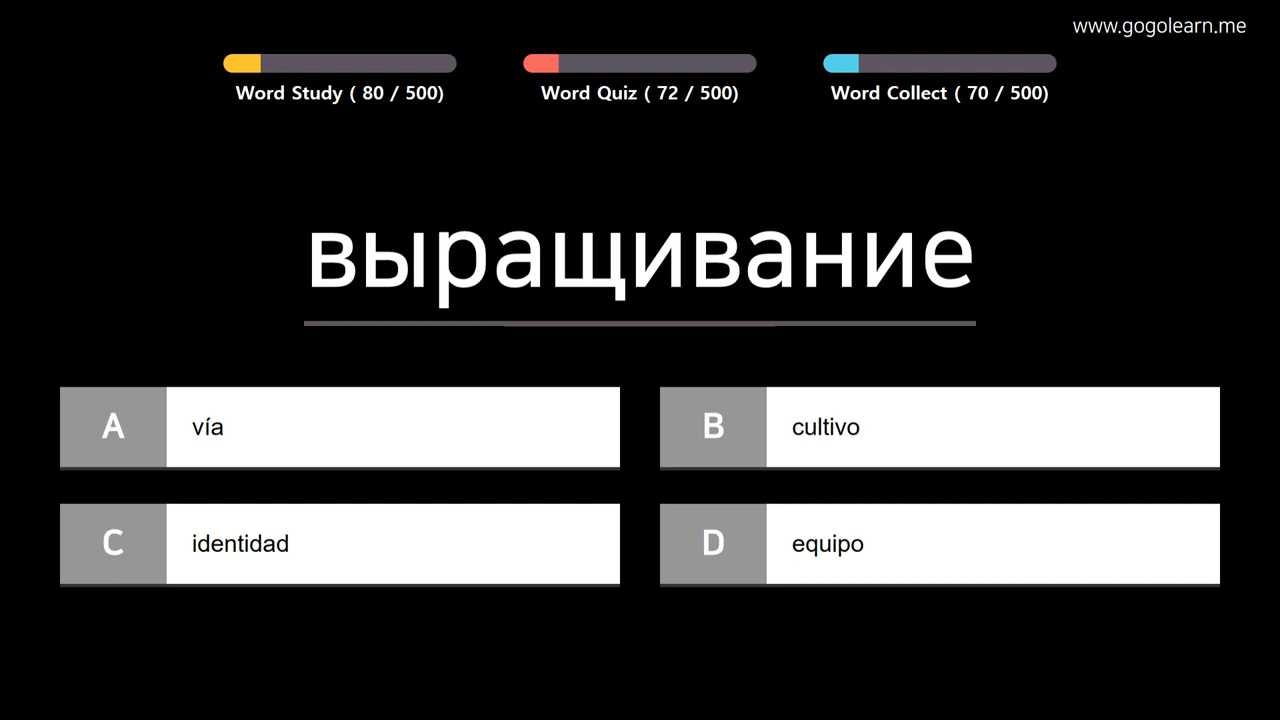 www.gogolearn.me
Word Study ( 80 / 500)
Word Quiz ( 72 / 500)
Word Collect ( 70 / 500)
выращивание
A vía
B cultivo
C identidad
D equipo